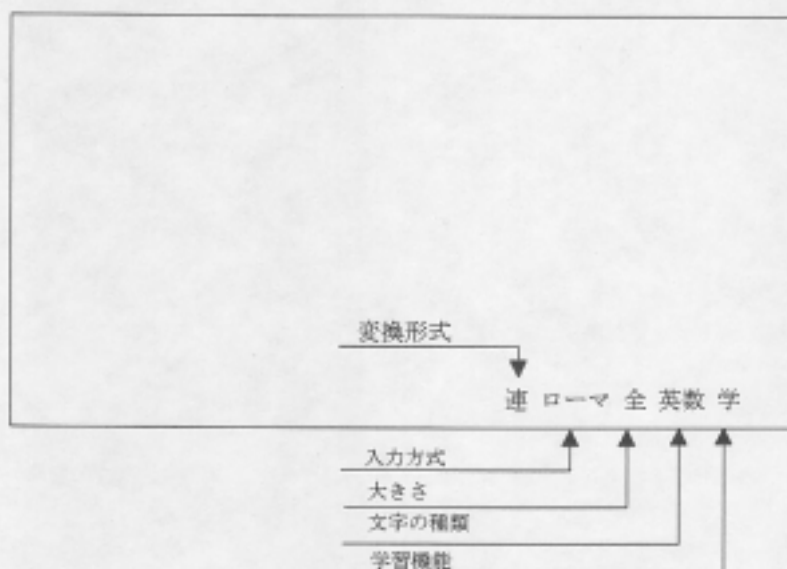 変換形式
連 ローマ 全 英数 学
入力方式
大きさ
文字の種類
学習機能